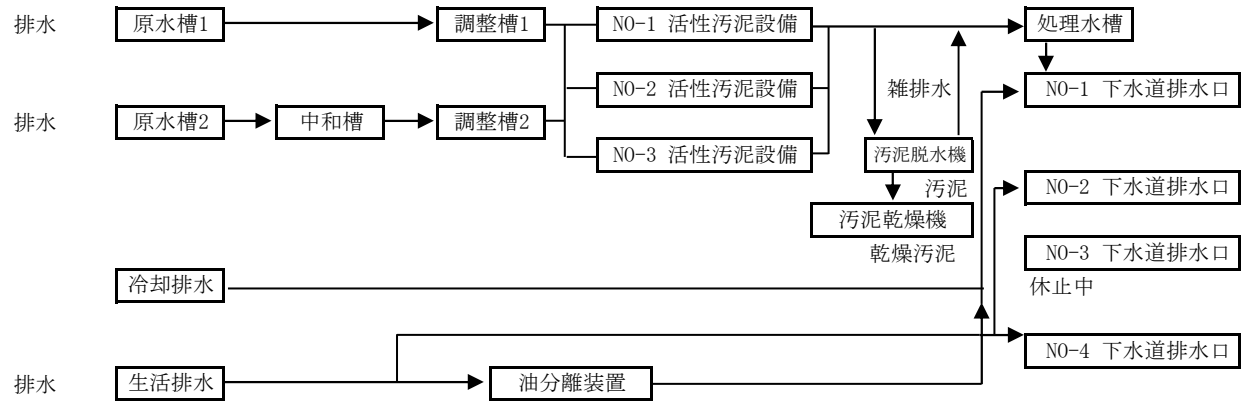 排水 原水槽1 調整槽1 NO-1 活性汚泥設備 処理水槽
NO-2 活性汚泥設備 雑排水 NO-1 下水道排水口
排水 原水槽2 中和槽 調整槽2
NO-3 活性汚泥設備 汚泥脱水機
汚泥 NO-2 下水道排水口
汚泥乾燥機
乾燥汚泥 NO-3 下水道排水口
冷却排水 休止中
NO-4 下水道排水口
排水 生活排水 油分離装置